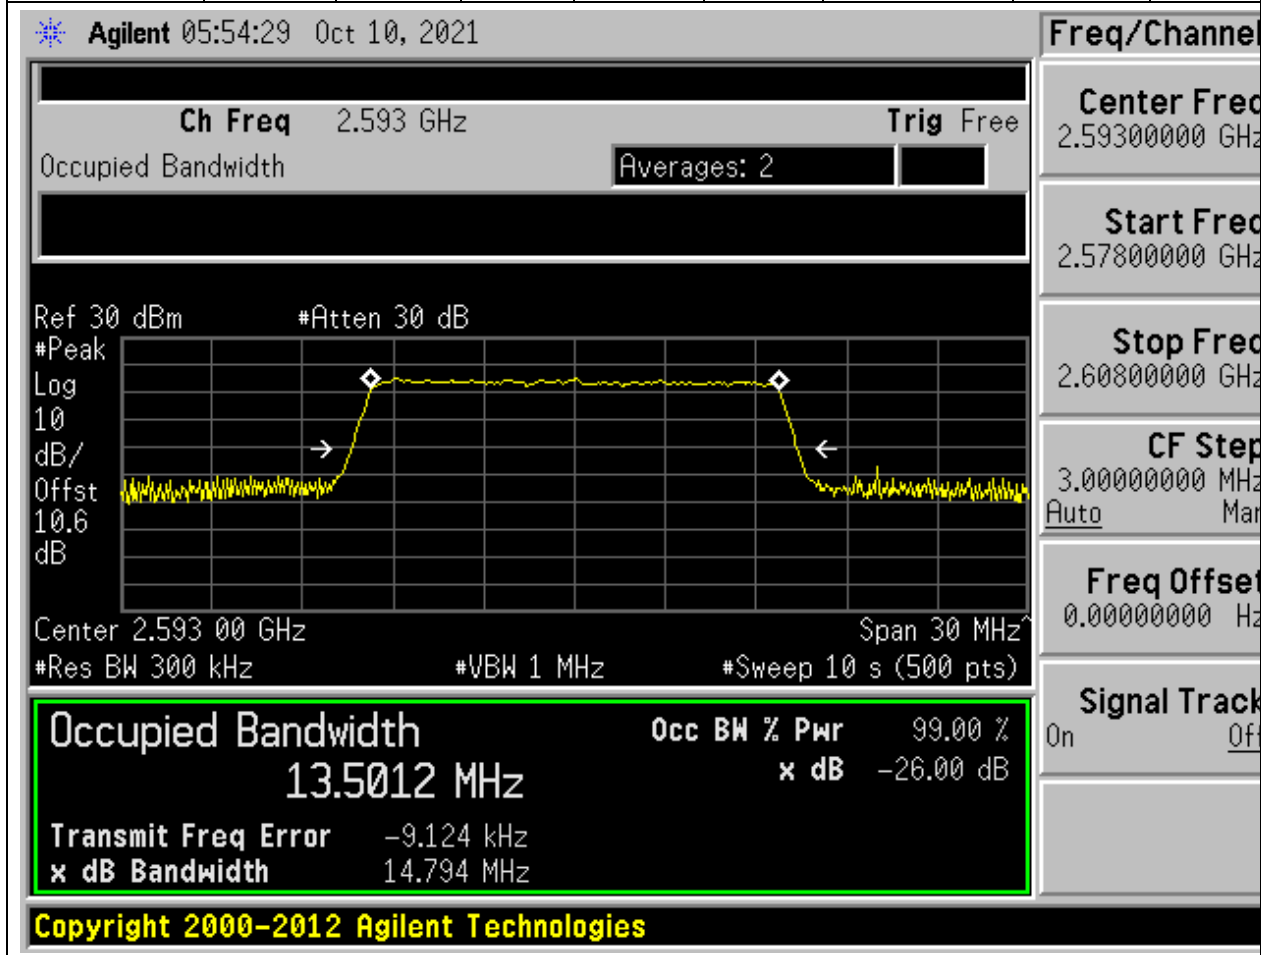 Agilent 05:54:29 Oct 10, 2021
Ch Freq 2.593 GHz Trig Free
Occupied Bandwidth Averages: 2
Ref 30 dBm #Atten 30 dB
#Peak
Log
10
dB/
Offst
10.6
dB
Center 2.593 00 GHz Span 30 MHz^
#Res BW 300 kHz #VBW 1 MHz #Sweep 10 s (500 pts)
Occupied Bandwidth
13.5012 MHz
Occ BW % Pwr 99.00 %
x dB -26.00 dB
Transmit Freq Error -9.124 kHz
x dB Bandwidth 14.794 MHz
Copyright 2000-2012 Agilent Technologies
Freq/Channel
Center Freq
2.59300000 GHz
Start Freq
2.57800000 GHz
Stop Freq
2.60800000 GHz
CF Step
3.00000000 MHz
Auto Man
Freq Offset
0.00000000 Hz
Signal Track
On Off